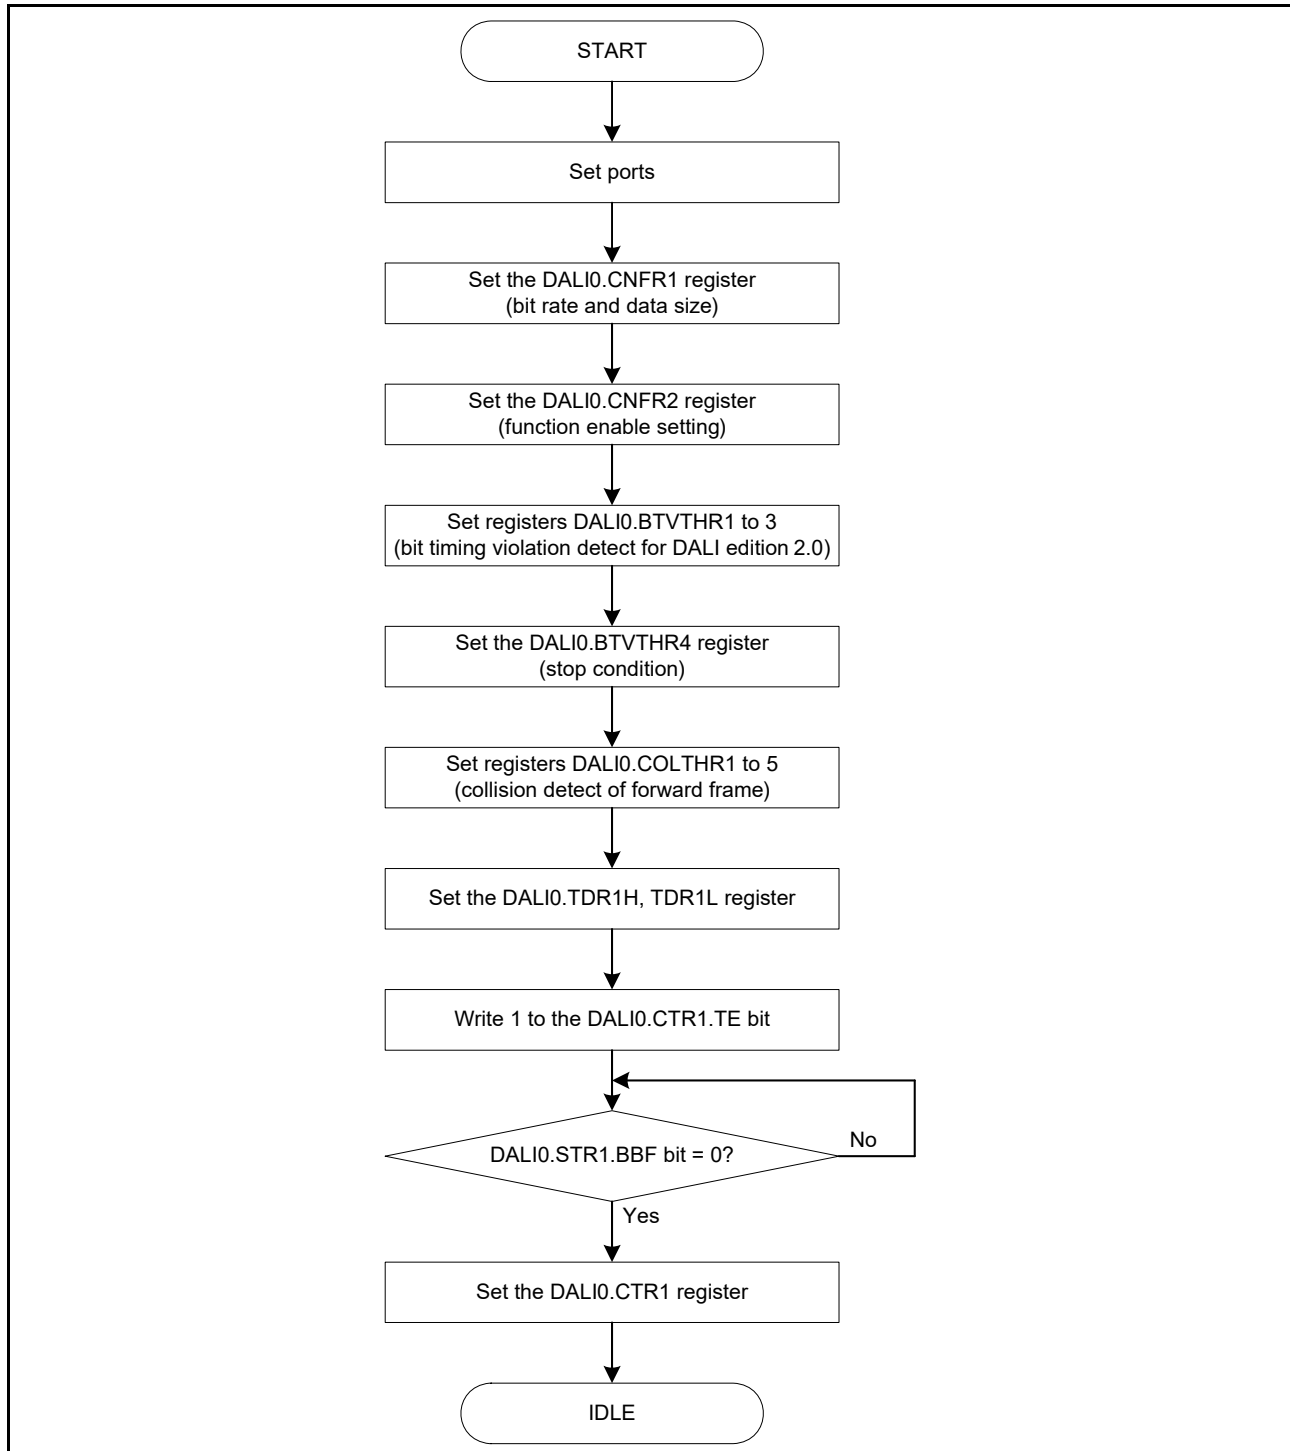 START
Set ports
Set the DALI0.CNFR1 register
(bit rate and data size)
Set the DALI0.CNFR2 register
(function enable setting)
Set registers DALI0.BTVTHR1 to 3
(bit timing violation detect for DALI edition 2.0)
Set the DALI0.BTVTHR4 register
(stop condition)
Set registers DALI0.COLTHR1 to 5
(collision detect of forward frame)
Set the DALI0.TDR1H, TDR1L register
Write 1 to the DALI0.CTR1.TE bit
DALI0.STR1.BBF bit = 0?
No
Yes
Set the DALI0.CTR1 register
IDLE